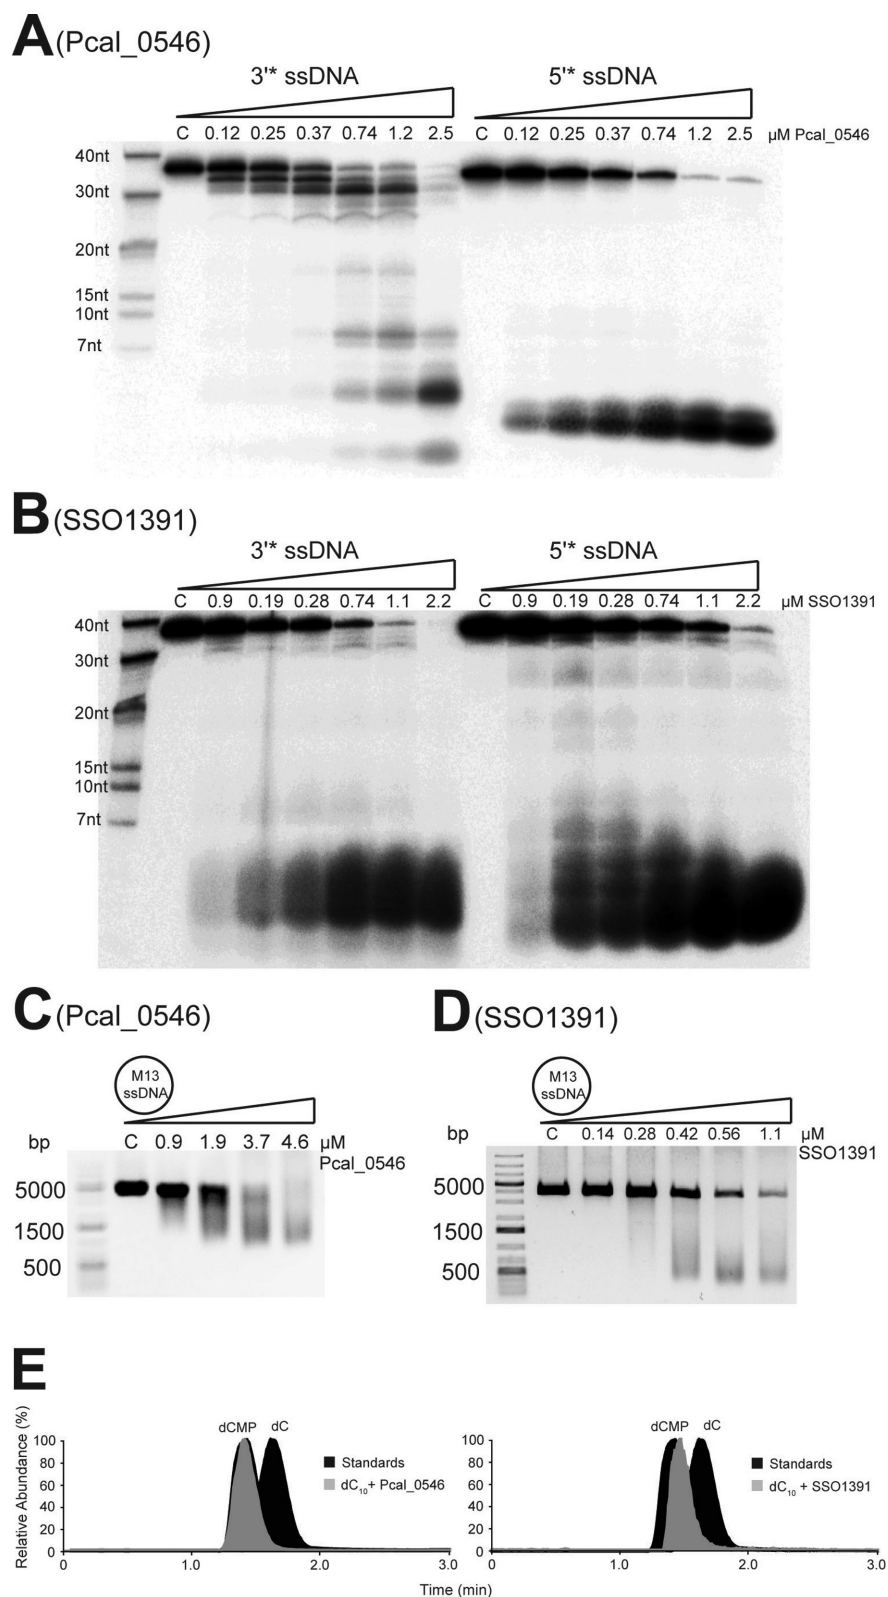 A (Pcal_0546)
3'* ssDNA 5'* ssDNA
C 0.12 0.25 0.37 0.74 1.2 2.5 C 0.12 0.25 0.37 0.74 1.2 2.5 µM Pcal_0546
40nt
30nt
20nt
15nt
10nt
7nt
B (SSO1391)
3'* ssDNA 5'* ssDNA
C 0.9 0.19 0.28 0.74 1.1 2.2 C 0.9 0.19 0.28 0.74 1.1 2.2 µM SSO1391
40nt
30nt
20nt
15nt
10nt
7nt
C (Pcal_0546)
M13
ssDNA
bp C 0.9 1.9 3.7 4.6 µM
Pcal_0546
5000
1500
500
D (SSO1391)
M13
ssDNA
bp C 0.14 0.28 0.42 0.56 1.1 µM
SSO1391
5000
1500
500
E
Relative Abundance (%)
dCMP dC
100
80
60
40
20
0
0 1.0 2.0 3.0
Standards
dC₁₀+ Pcal_0546
dCMP dC
100
80
60
40
20
0
0 1.0 2.0 3.0
Standards
dC₁₀ + SSO1391
Time (min)